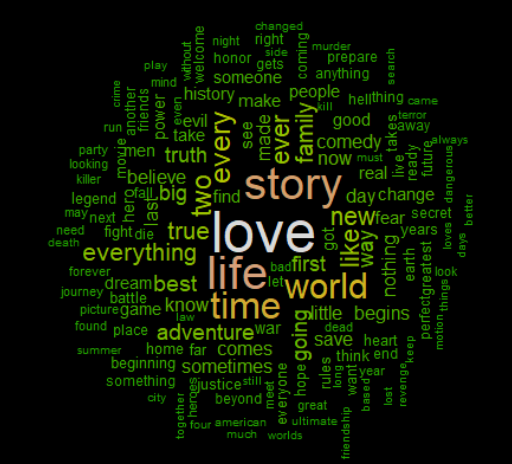 changed
night right murder
side
honor coming prepare
welcome
without
gets
search
play someone anything
mind
history people hell thing came
crime
another
friends
power
even
make
kill
terror
evil see made ever family good away
run take comedy takes
always
party men truth every now must
live
ready
future
dangerous
looking movie believe real
killer hero fall big two find story day change
better
legend last
may next true love new fear secret
loves
need fight die got like way years
days
death everything nothing
earth
greatest
look
forever life bad first world
perfect
motion
things
journey dream best let
battle
picture game know time little begins
found place law war dead
adventure going save heart
keep
summer home far comes think end
beginning sometimes hope rules
long
want
year
revenge
something justice still everyone based
lost
city heroes beyond meet great
together
four american ultimate
friendship
much worlds